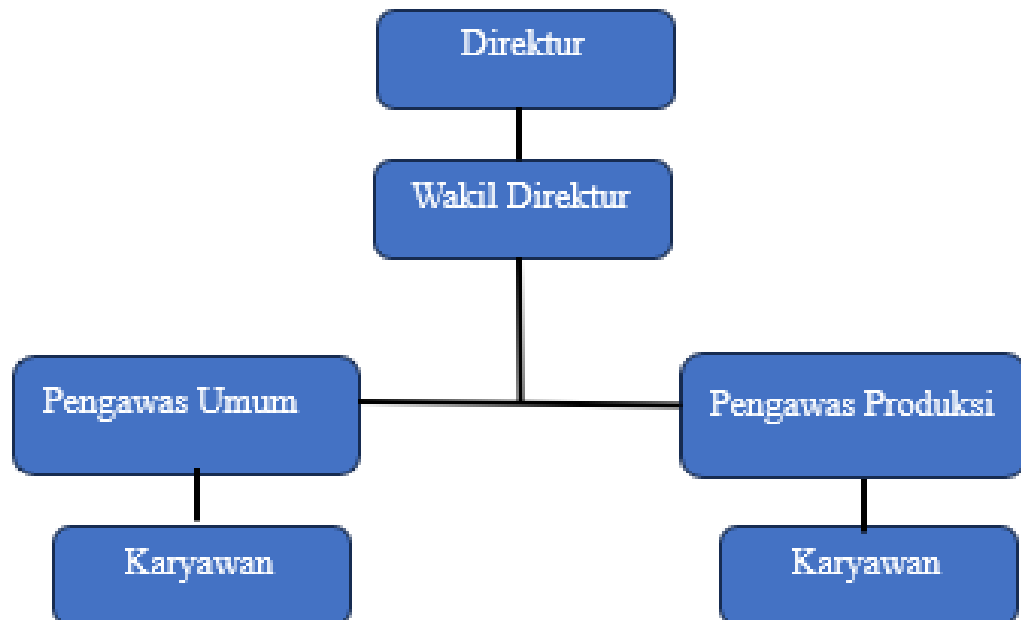 Direktur
Wakil Direktur
Pengawas Umum
Pengawas Produksi
Karyawan
Karyawan